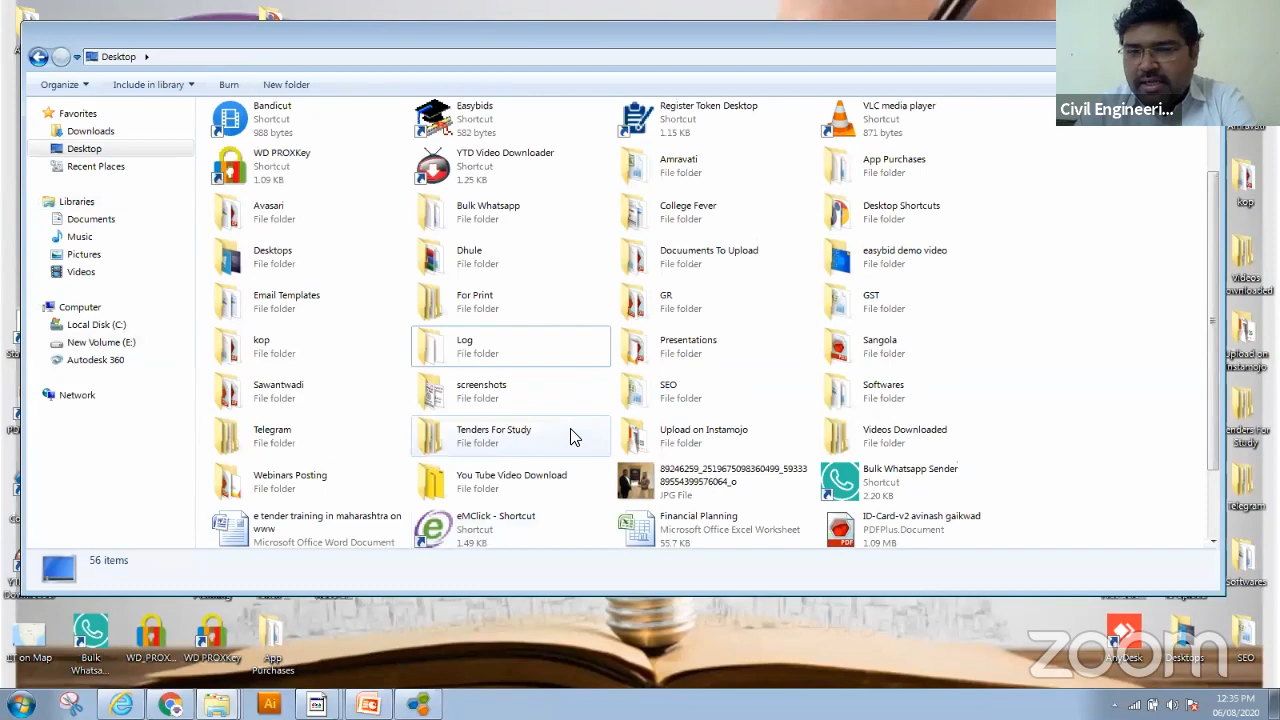 Desktop
Civil Engineeri...
Organize
Include in library
Burn
New folder
Favorites
Downloads
Desktop
Recent Places
Libraries
Documents
Music
Pictures
Videos
Computer
Local Disk (C:)
New Volume (E:)
Autodesk 360
Network
Bandicut
Shortcut
988 bytes
Shortcut
582 bytes
Register Token Desktop
Shortcut
1.15 KB
VLC media player
Shortcut
871 bytes
WD PROXKey
Shortcut
1.09 KB
YTD Video Downloader
Shortcut
1.25 KB
Amravati
File folder
App Purchases
File folder
Avasari
File folder
Bulk Whatsapp
File folder
College Fever
File folder
Desktop Shortcuts
File folder
Desktops
File folder
Dhule
File folder
Docuuments To Upload
File folder
easybid demo video
File folder
Email Templates
File folder
For Print
File folder
GR
File folder
GST
File folder
kop
File folder
Log
File folder
Presentations
File folder
Sangola
File folder
Sawantwadi
File folder
screenshots
File folder
SEO
File folder
Softwares
File folder
Telegram
File folder
Tenders For Study
File folder
Upload on Instamojo
File folder
Videos Downloaded
File folder
Webinars Posting
File folder
You Tube Video Download
File folder
89246259_2519675098360499_59333
89554399576064_o
JPG File
Bulk Whatsapp Sender
Shortcut
2.20 KB
e tender training in maharashtra on
www
Microsoft Office Word Document
eMClick - Shortcut
Shortcut
1.49 KB
Financial Planning
Microsoft Office Excel Worksheet
55.7 KB
ID-Card-v2 avinash gaikwad
PDFPlus.Document
1.09 MB
56 items
kop
Videos
Telegram
Softwares
SEO
Bulk
Whatsa...
WD_PROX...
WD PROXKey
App
Purchases
AnyDesk
Desktops
zoom
12:35 PM
06/08/2020